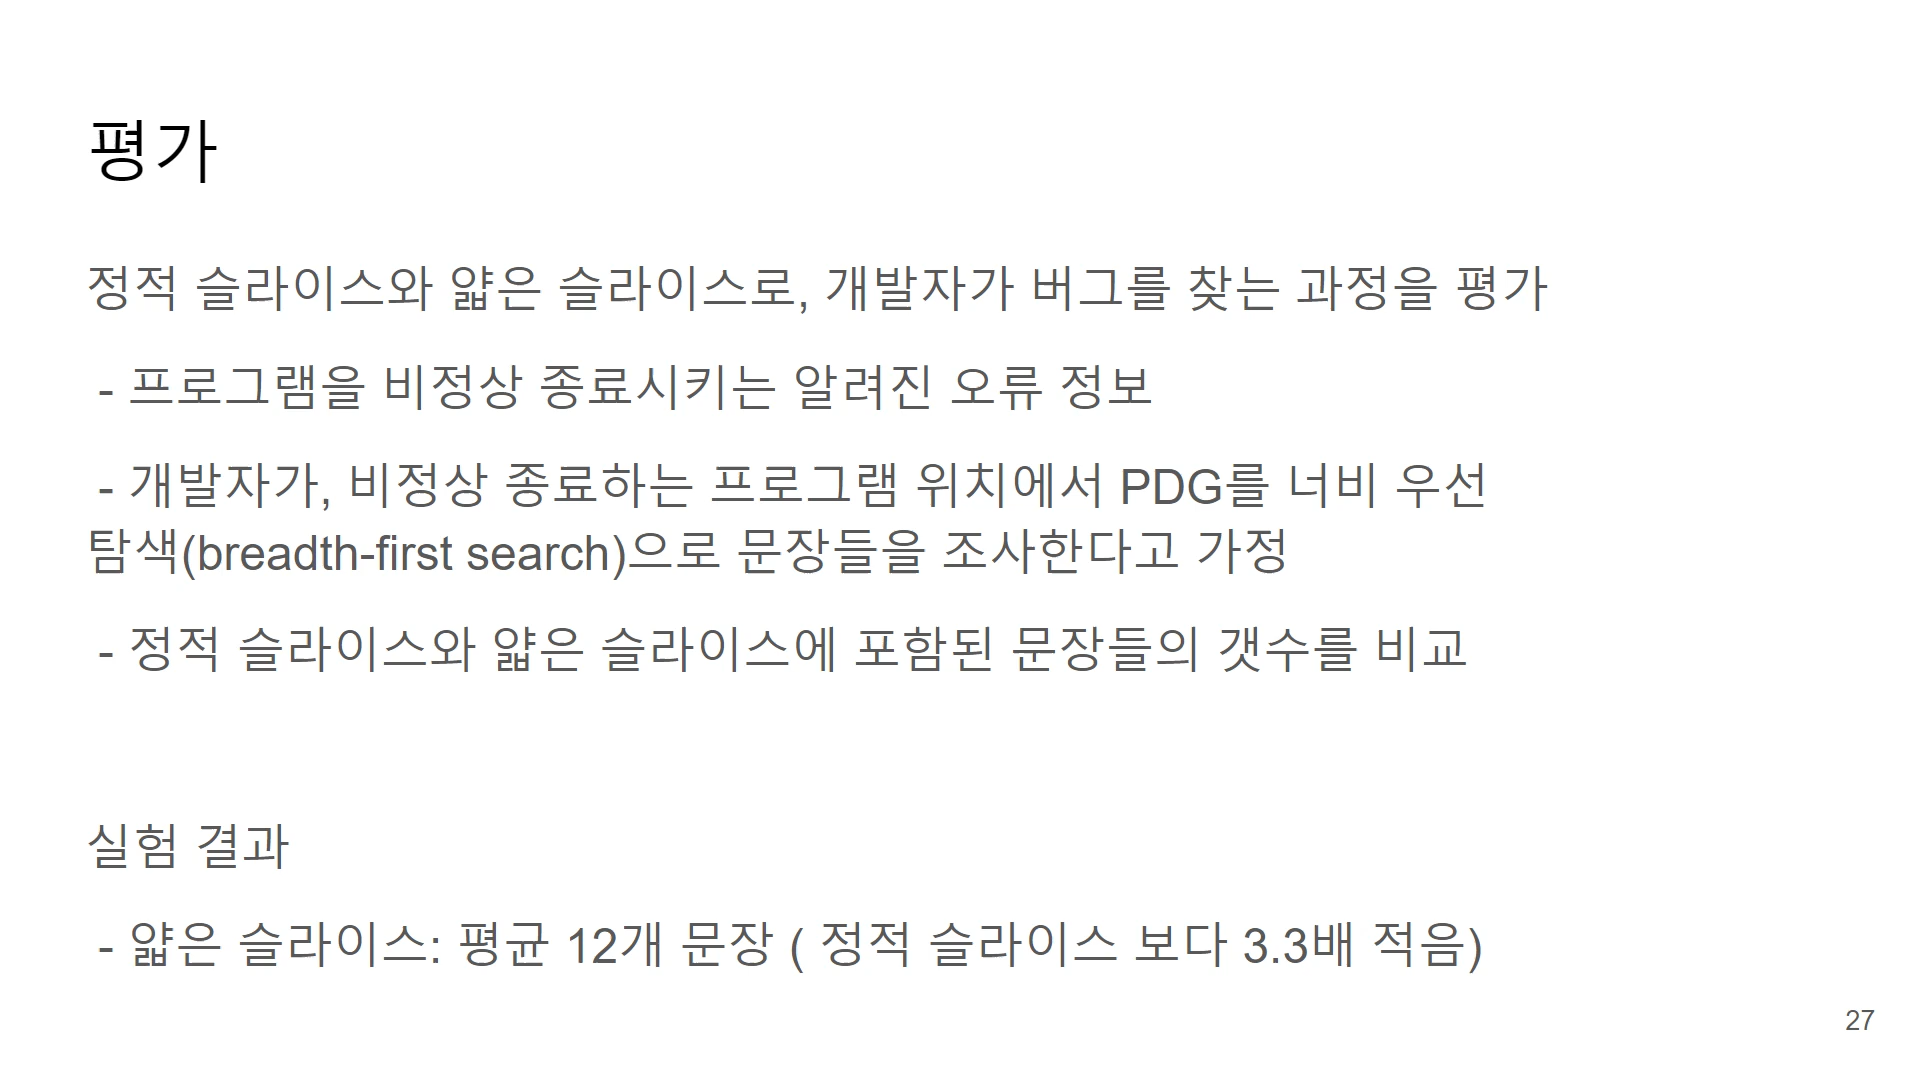 평가
정적 슬라이스와 얇은 슬라이스로, 개발자가 버그를 찾는 과정을 평가
- 프로그램을 비정상 종료시키는 알려진 오류 정보
- 개발자가, 비정상 종료하는 프로그램 위치에서 PDG를 너비 우선
탐색(breadth-first search)으로 문장들을 조사한다고 가정
- 정적 슬라이스와 얇은 슬라이스에 포함된 문장들의 갯수를 비교
실험 결과
- 얇은 슬라이스: 평균 12개 문장 ( 정적 슬라이스 보다 3.3배 적음)
27